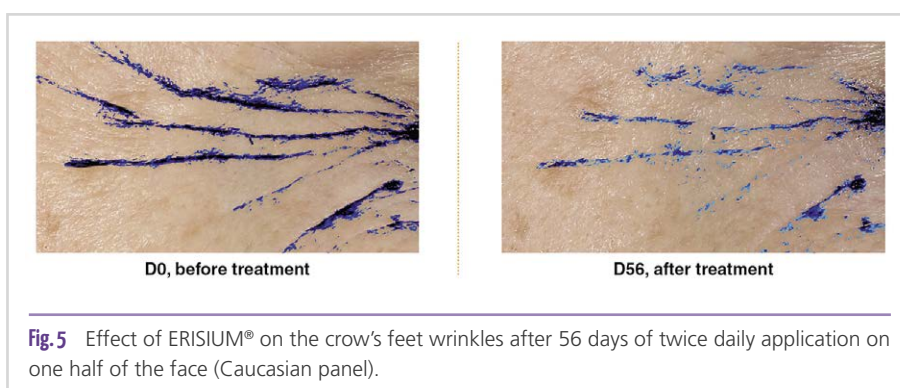 D0, before treatment
D56, after treatment
Fig. 5 Effect of ERISIUM® on the crow's feet wrinkles after 56 days of twice daily application on
one half of the face (Caucasian panel).